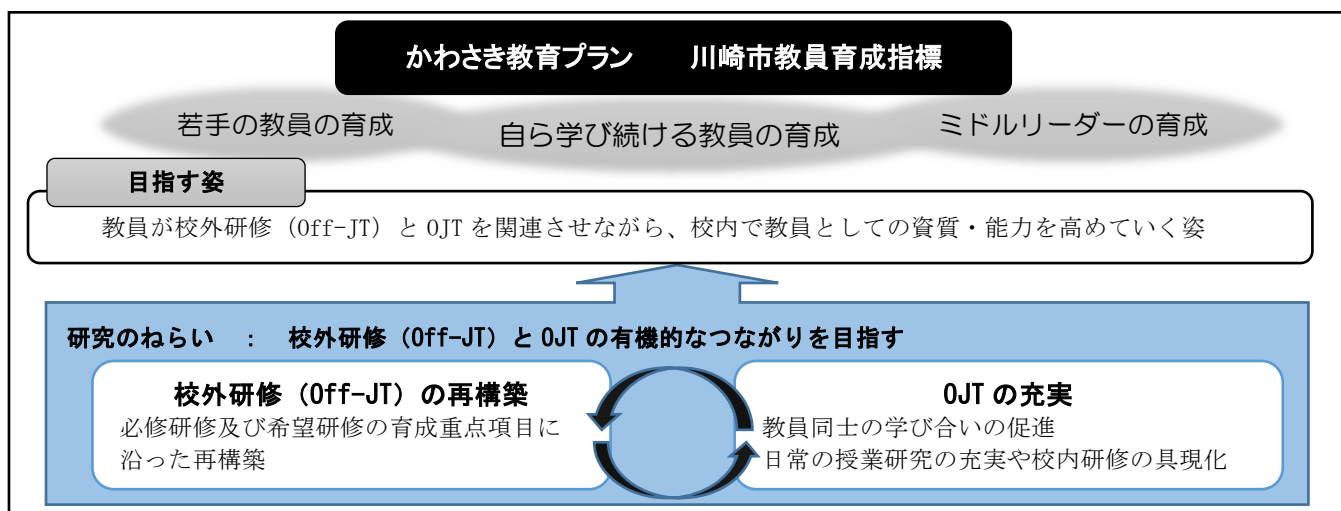 かわさき教育プラン　　川崎市教員育成指標
若手の教員の育成
自ら学び続ける教員の育成
ミドルリーダーの育成
目指す姿
教員が校外研修（Off-JT）とOJTを関連させながら、校内で教員としての資質・能力を高めていく姿
研究のねらい　：　校外研修（Off-JT）とOJTの有機的なつながりを目指す
校外研修（Off-JT）の再構築
必修研修及び希望研修の育成重点項目に
沿った再構築
OJTの充実
教員同士の学び合いの促進
日常の授業研究の充実や校内研修の具現化